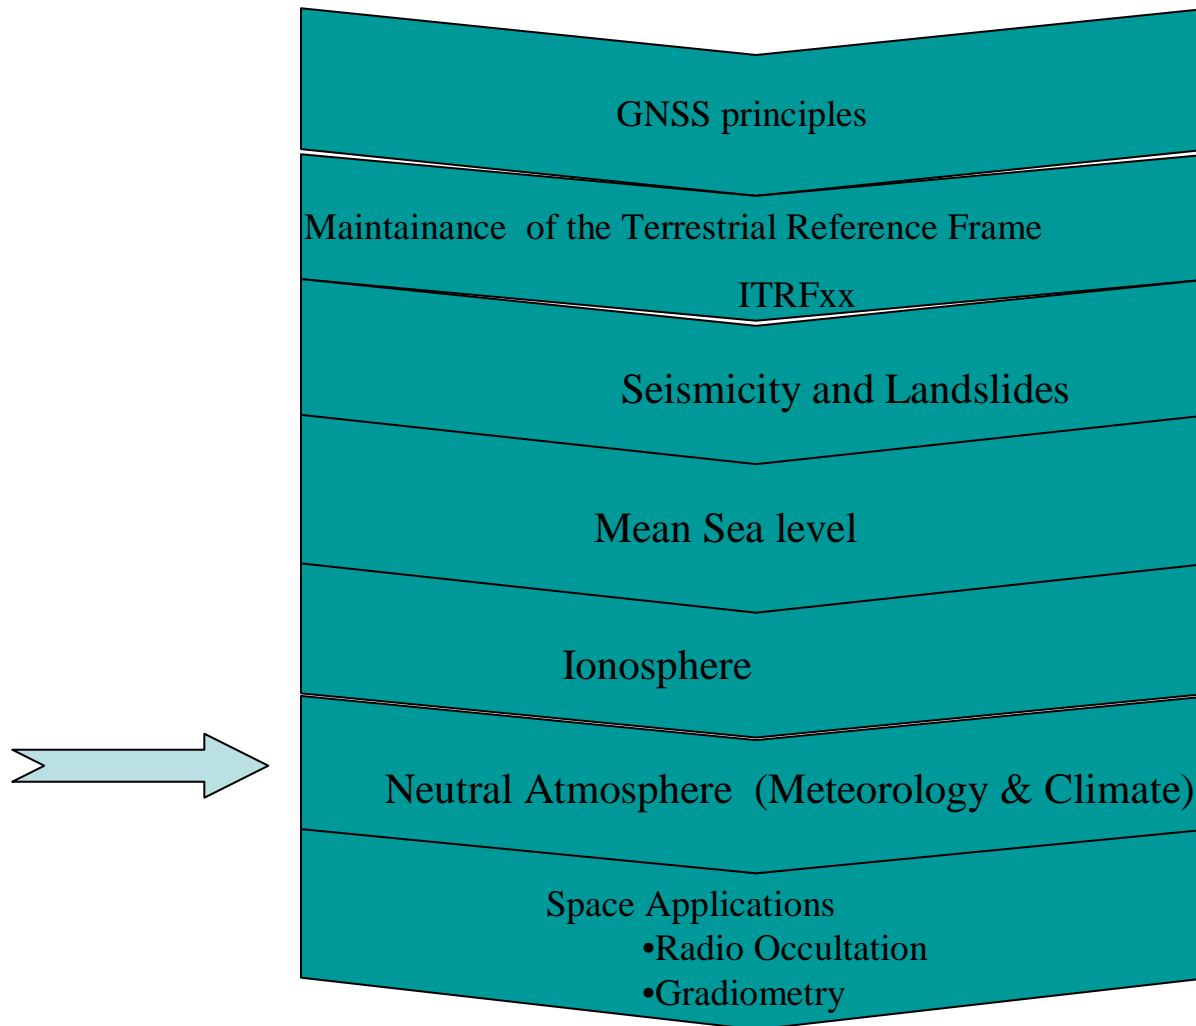 GNSS principles
Maintainance of the Terrestrial Reference Frame
ITRFxx
Seismicity and Landslides
Mean Sea level
Ionosphere
Neutral Atmosphere (Meteorology & Climate)
Space Applications
•Radio Occultation
•Gradiometry